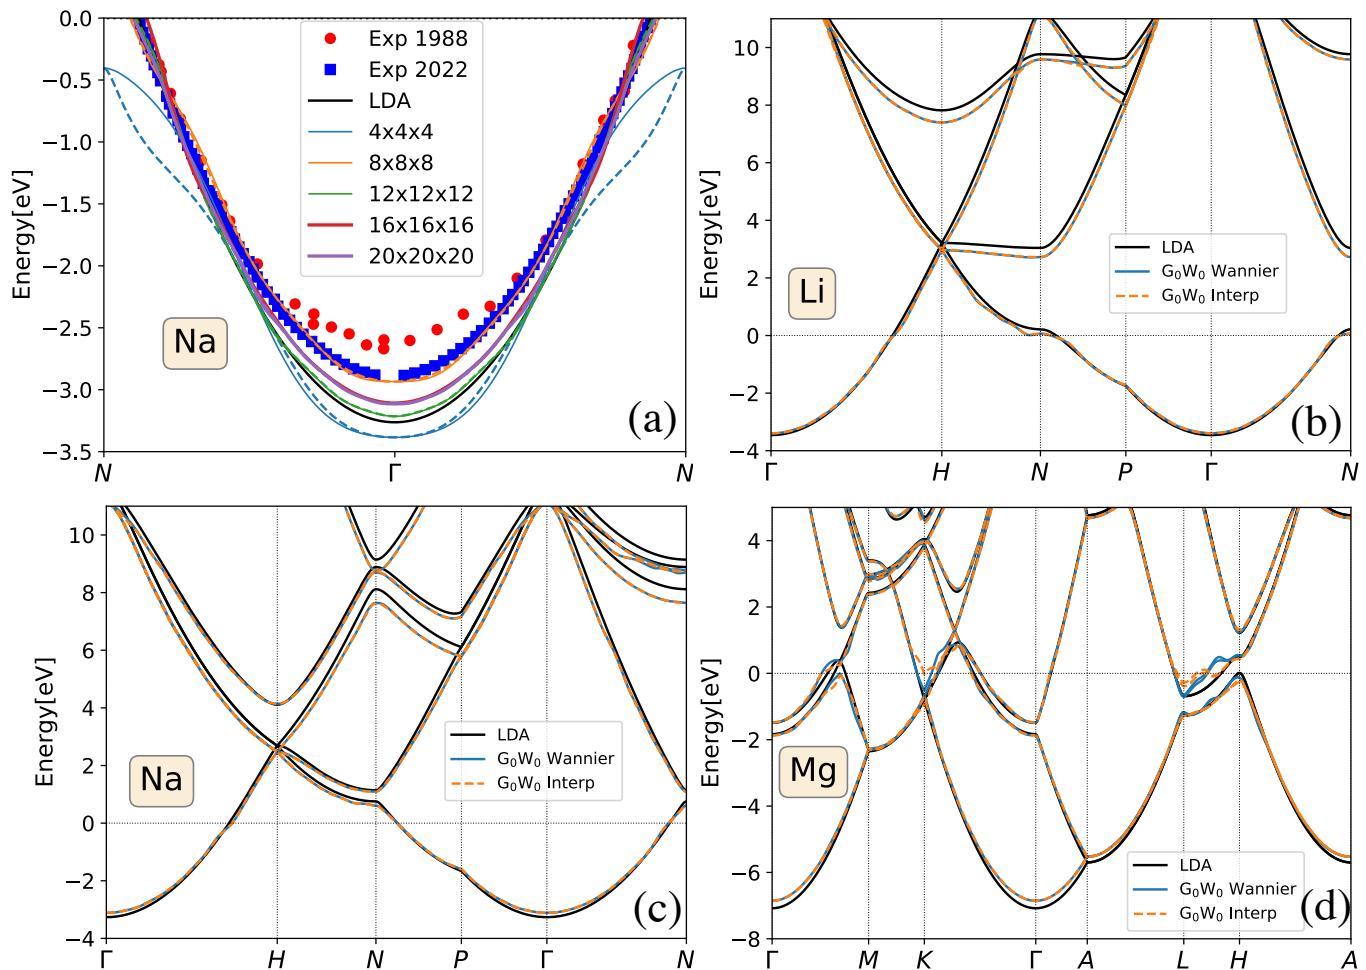 0.0
−0.5
−1.0
−1.5
−2.0
−2.5
−3.0
−3.5
Energy[eV]
Exp 1988
Exp 2022
LDA
4x4x4
8x8x8
12x12x12
16x16x16
20x20x20
Na
(a)
N Γ N
10
8
6
4
2
0
−2
−4
Energy[eV]
LDA
G₀W₀ Wannier
G₀W₀ Interp
Li
(b)
Γ H N P Γ N
10
8
6
4
2
0
−2
−4
Energy[eV]
LDA
G₀W₀ Wannier
G₀W₀ Interp
Na
(c)
Γ H N P Γ N
4
2
0
−2
−4
−6
−8
Energy[eV]
Mg
LDA
G₀W₀ Wannier
G₀W₀ Interp
(d)
Γ M K Γ A L H A